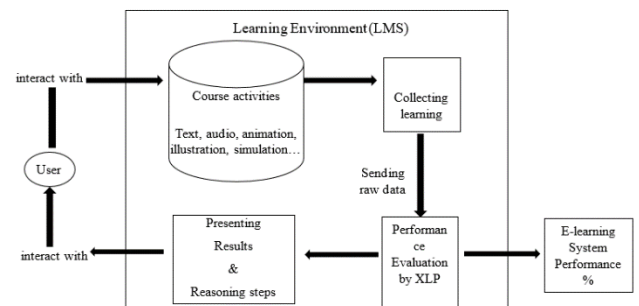 Learning Environment(LMS)
interact with
Course activities
Text, audio, animation,
illustration, simulation...
Collecting
learning
User
Sending
raw data
interact with
Presenting
Results
&
Reasoning steps
Performan
ce
Evaluation
by XLP
E-learning
System
Performance
%